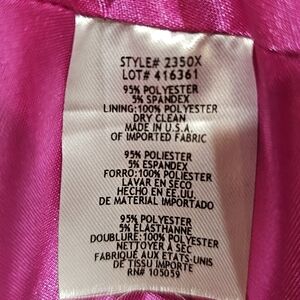 STYLE# 2350X
LOT# 416361
95% POLYESTER
5% SPANDEX
LINING:100% POLYESTER
DRY CLEAN
MADE IN U.S.A.
OF IMPORTED FABRIC
95% POLIESTER
5% ESPANDEX
FORRO:100% POLIESTER
LAVAR EN SECO
HECHO EN EE.UU.
DE MATERIAL IMPORTADO
95% POLYESTER
5% ÉLASTHANNE
DOUBLURE:100% POLYESTER
NETTOYER À SEC
FABRIQUÉ AUX ÉTATS-UNIS
DE TISSU IMPORTÉ
RN# 105059